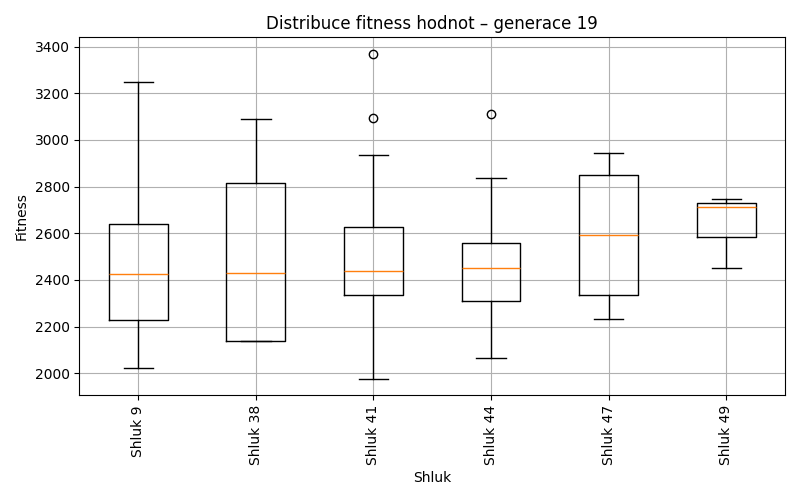 Distribuce fitness hodnot – generace 19
3400
3200
3000
2800
2600
2400
2200
2000
Fitness
Shluk 9
Shluk 38
Shluk 41
Shluk 44
Shluk 47
Shluk 49
Shluk